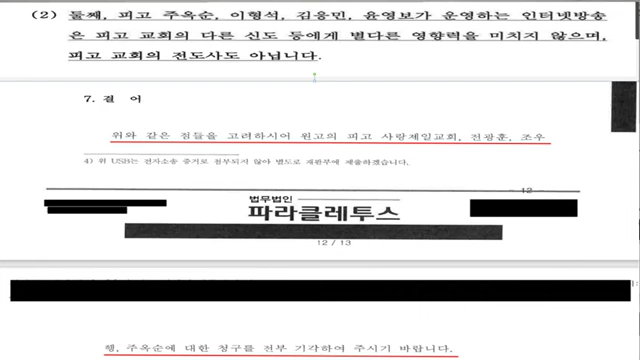 (2) 둘째, 피고 주옥순, 이형석, 김응민, 윤영보가 운영하는 인터넷방송
은 피고 교회의 다른 신도 등에게 별다른 영향력을 미치지 않으며,
피고 교회의 전도사도 아닙니다.
7. 결 어
위와 같은 점들을 고려하시어 원고의 피고 사랑제일교회, 전광훈, 조우
4) 위 USB는 전자소송 증거로 첨부되지 않아 별도로 재판부에 제출하겠습니다.
- 12 -
법무법인
파라클레투스
12 / 13
행, 주옥순에 대한 청구를 전부 기각하여 주시기 바랍니다.